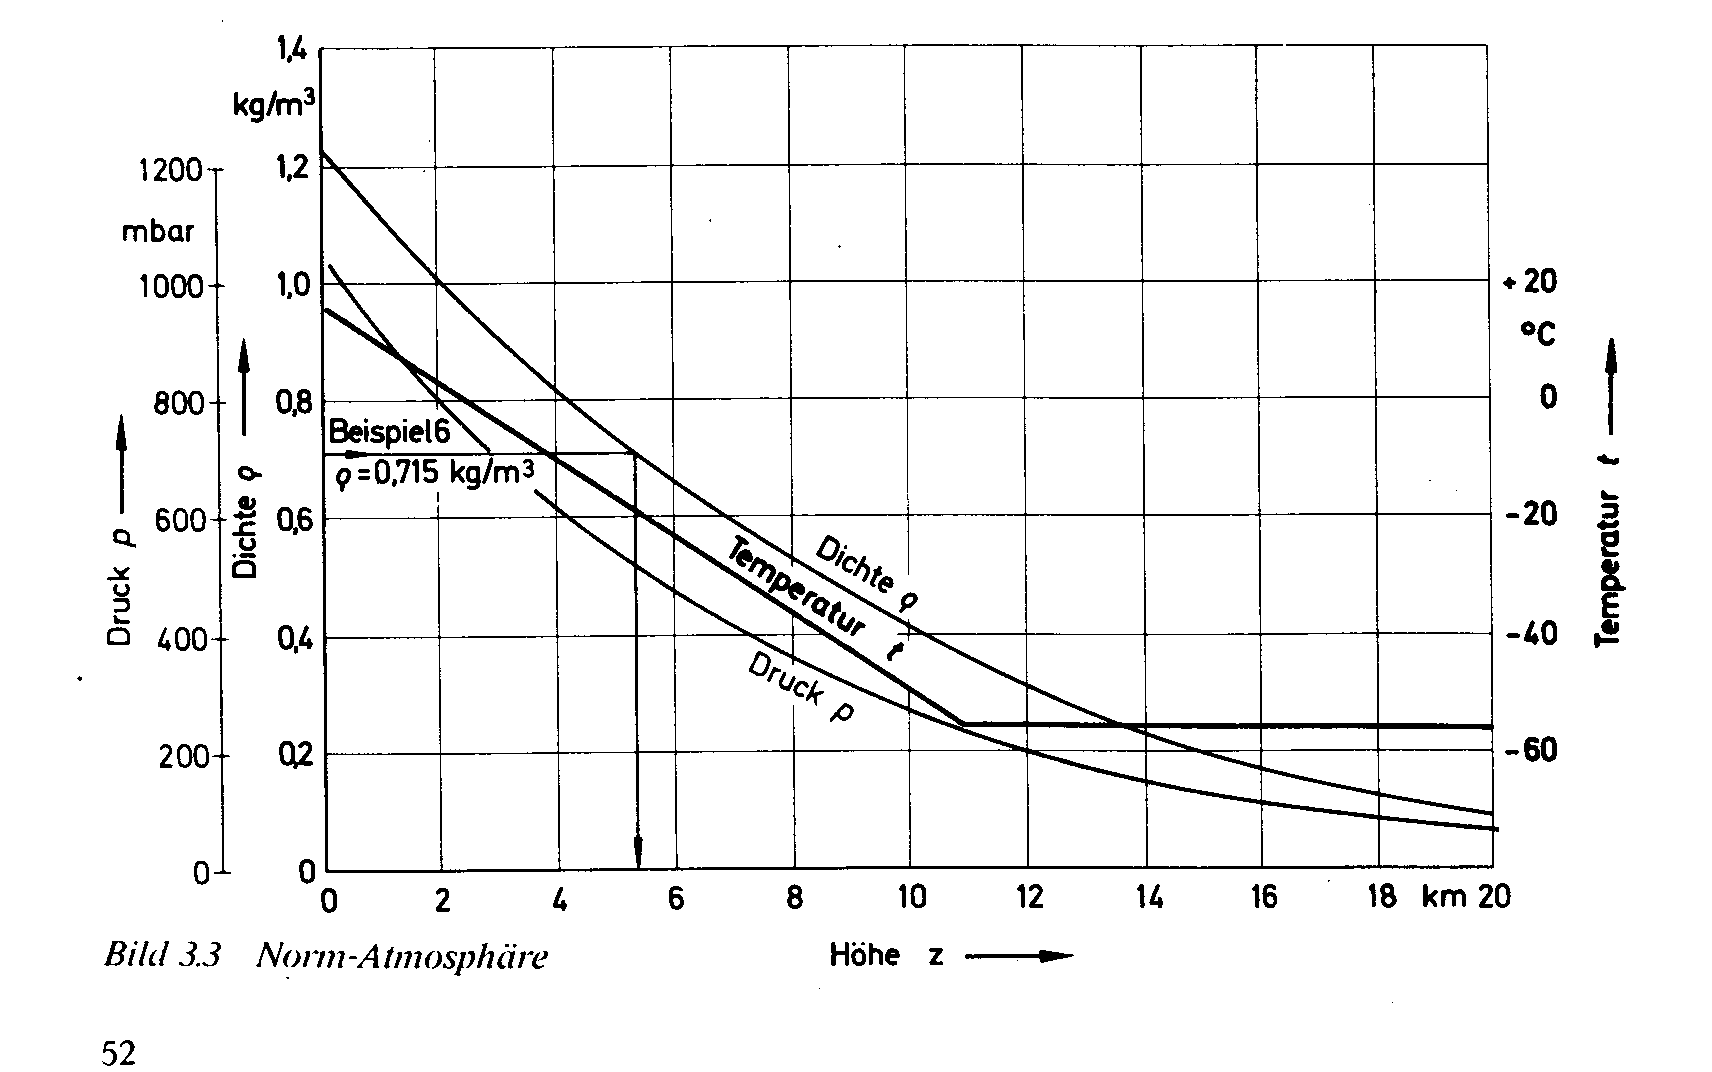 1,4
kg/m³
1200 1,2
mbar
1000 1,0 +20
°C
800 0,8 0
Beispiel 6
ϱ = 0,715 kg/m³
600 0,6 -20
Druck p
Dichte ϱ
Temperatur t
Dichte ϱ
Temperatur t
Druck p
400 0,4 -40
200 0,2 -60
0 0
0 2 4 6 8 10 12 14 16 18 km 20
Bild 3.3 Norm-Atmosphäre
Höhe z
52